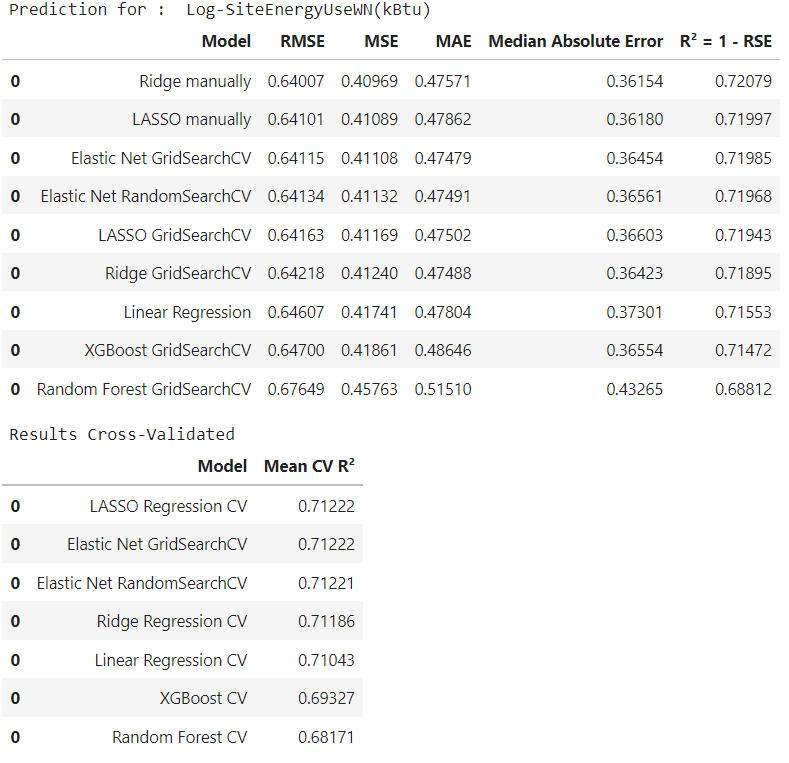 Prediction for :  Log-SiteEnergyUseWN(kBtu)
Model RMSE MSE MAE Median Absolute Error R² = 1 - RSE
0 Ridge manually 0.64007 0.40969 0.47571 0.36154 0.72079
0 LASSO manually 0.64101 0.41089 0.47862 0.36180 0.71997
0 Elastic Net GridSearchCV 0.64115 0.41108 0.47479 0.36454 0.71985
0 Elastic Net RandomSearchCV 0.64134 0.41132 0.47491 0.36561 0.71968
0 LASSO GridSearchCV 0.64163 0.41169 0.47502 0.36603 0.71943
0 Ridge GridSearchCV 0.64218 0.41240 0.47488 0.36423 0.71895
0 Linear Regression 0.64607 0.41741 0.47804 0.37301 0.71553
0 XGBoost GridSearchCV 0.64700 0.41861 0.48646 0.36554 0.71472
0 Random Forest GridSearchCV 0.67649 0.45763 0.51510 0.43265 0.68812
Results Cross-Validated
Model Mean CV R²
0 LASSO Regression CV 0.71222
0 Elastic Net GridSearchCV 0.71222
0 Elastic Net RandomSearchCV 0.71221
0 Ridge Regression CV 0.71186
0 Linear Regression CV 0.71043
0 XGBoost CV 0.69327
0 Random Forest CV 0.68171